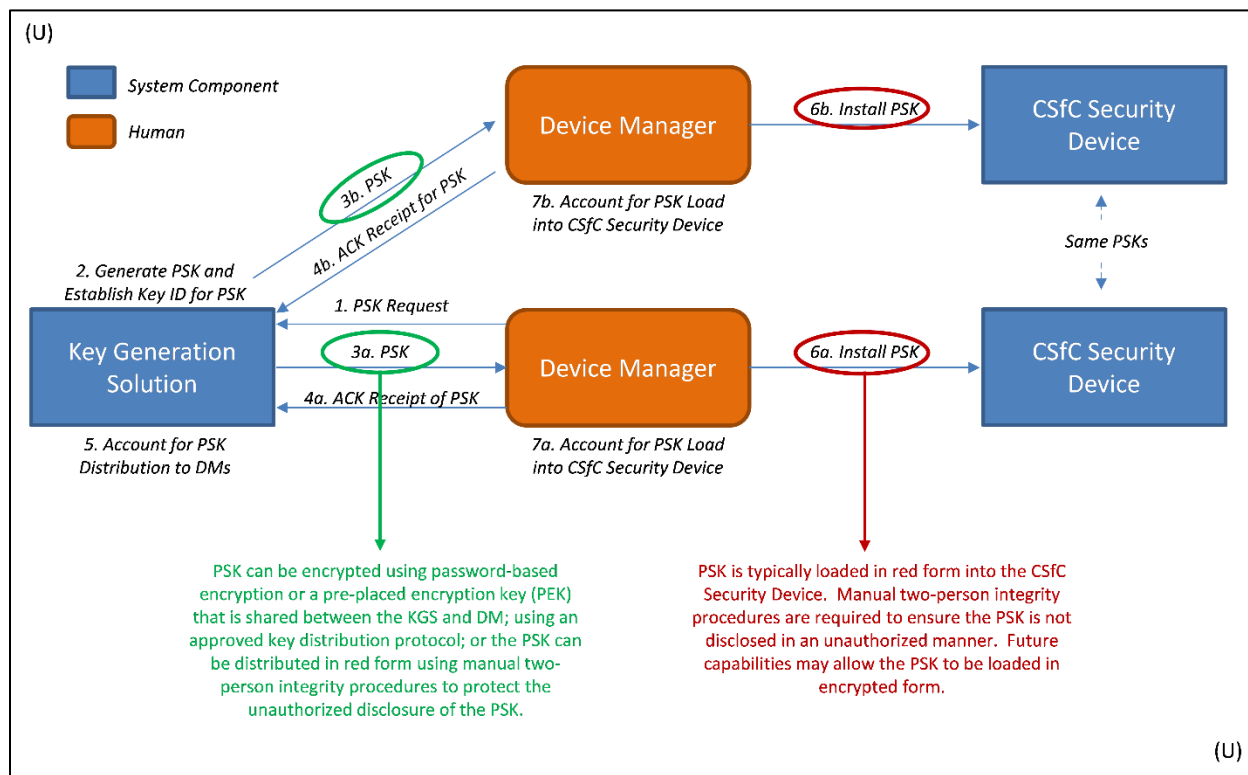 (U)
System Component
Human
Device Manager
6b. Install PSK
CSfC Security
Device
3b. PSK
4b. ACK Receipt for PSK
7b. Account for PSK Load
into CSfC Security Device
Same PSKs
2. Generate PSK and
Establish Key ID for PSK
1. PSK Request
Key Generation
Solution
3a. PSK
4a. ACK Receipt of PSK
Device Manager
6a. Install PSK
CSfC Security
Device
5. Account for PSK
Distribution to DMs
7a. Account for PSK Load
into CSfC Security Device
PSK can be encrypted using password-based
encryption or a pre-placed encryption key (PEK)
that is shared between the KGS and DM; using an
approved key distribution protocol; or the PSK can
be distributed in red form using manual two-
person integrity procedures to protect the
unauthorized disclosure of the PSK.
PSK is typically loaded in red form into the CSfC
Security Device.  Manual two-person integrity
procedures are required to ensure the PSK is not
disclosed in an unauthorized manner.  Future
capabilities may allow the PSK to be loaded in
encrypted form.
(U)